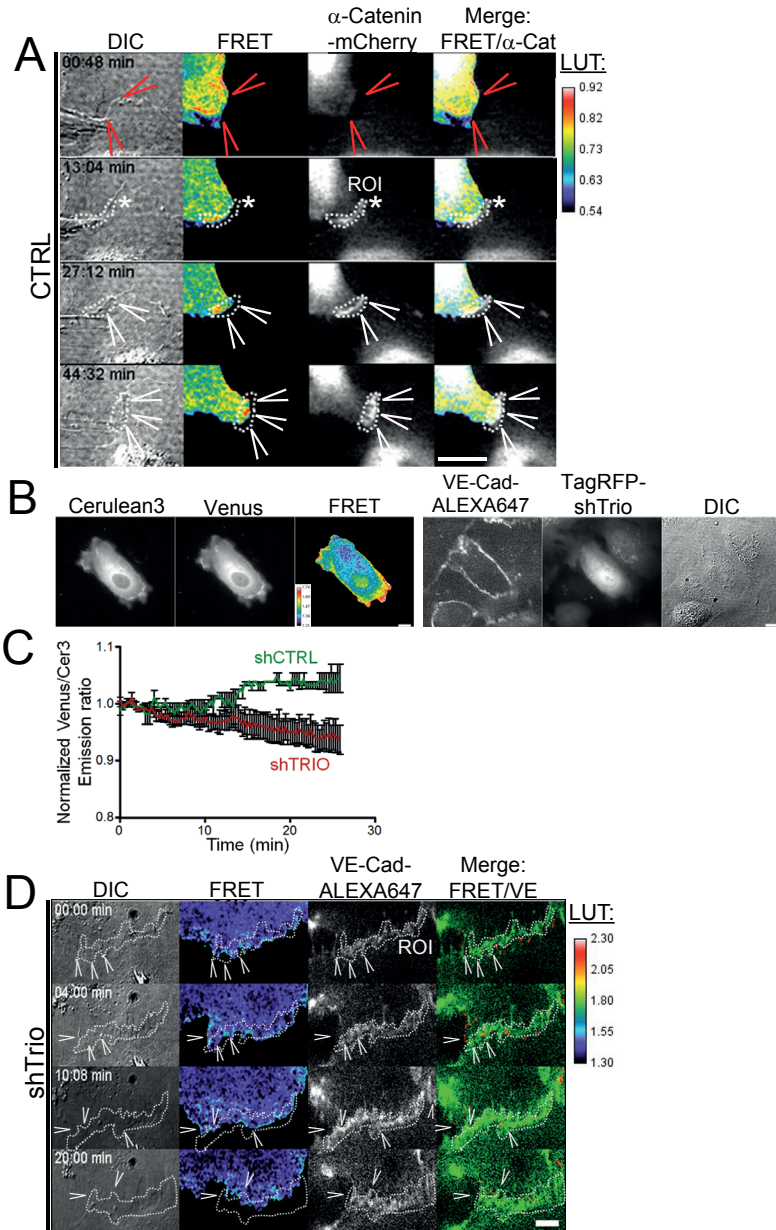 A
DIC
FRET
α-Catenin
-mCherry
Merge:
FRET/α-Cat
LUT:
00:48 min
0.92
0.82
0.73
0.63
0.54
13:04 min
ROI
*
*
*
*
CTRL
27:12 min
44:32 min
B
Cerulean3
Venus
FRET
VE-Cad-
ALEXA647
TagRFP-
shTrio
DIC
C
Normalized Venus/Cer3
Emission ratio
1.1
1.0
0.9
0.8
shCTRL
shTRIO
0
10
20
30
Time (min)
D
DIC
FRET
VE-Cad-
ALEXA647
Merge:
FRET/VE
LUT:
00:00 min
ROI
2.30
2.05
1.80
1.55
1.30
shTrio
04:00 min
10:08 min
20:00 min